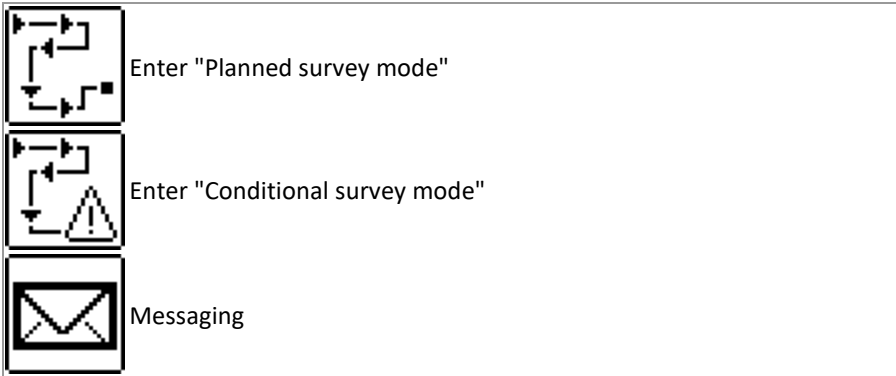 Enter "Planned survey mode"
Enter "Conditional survey mode"
Messaging